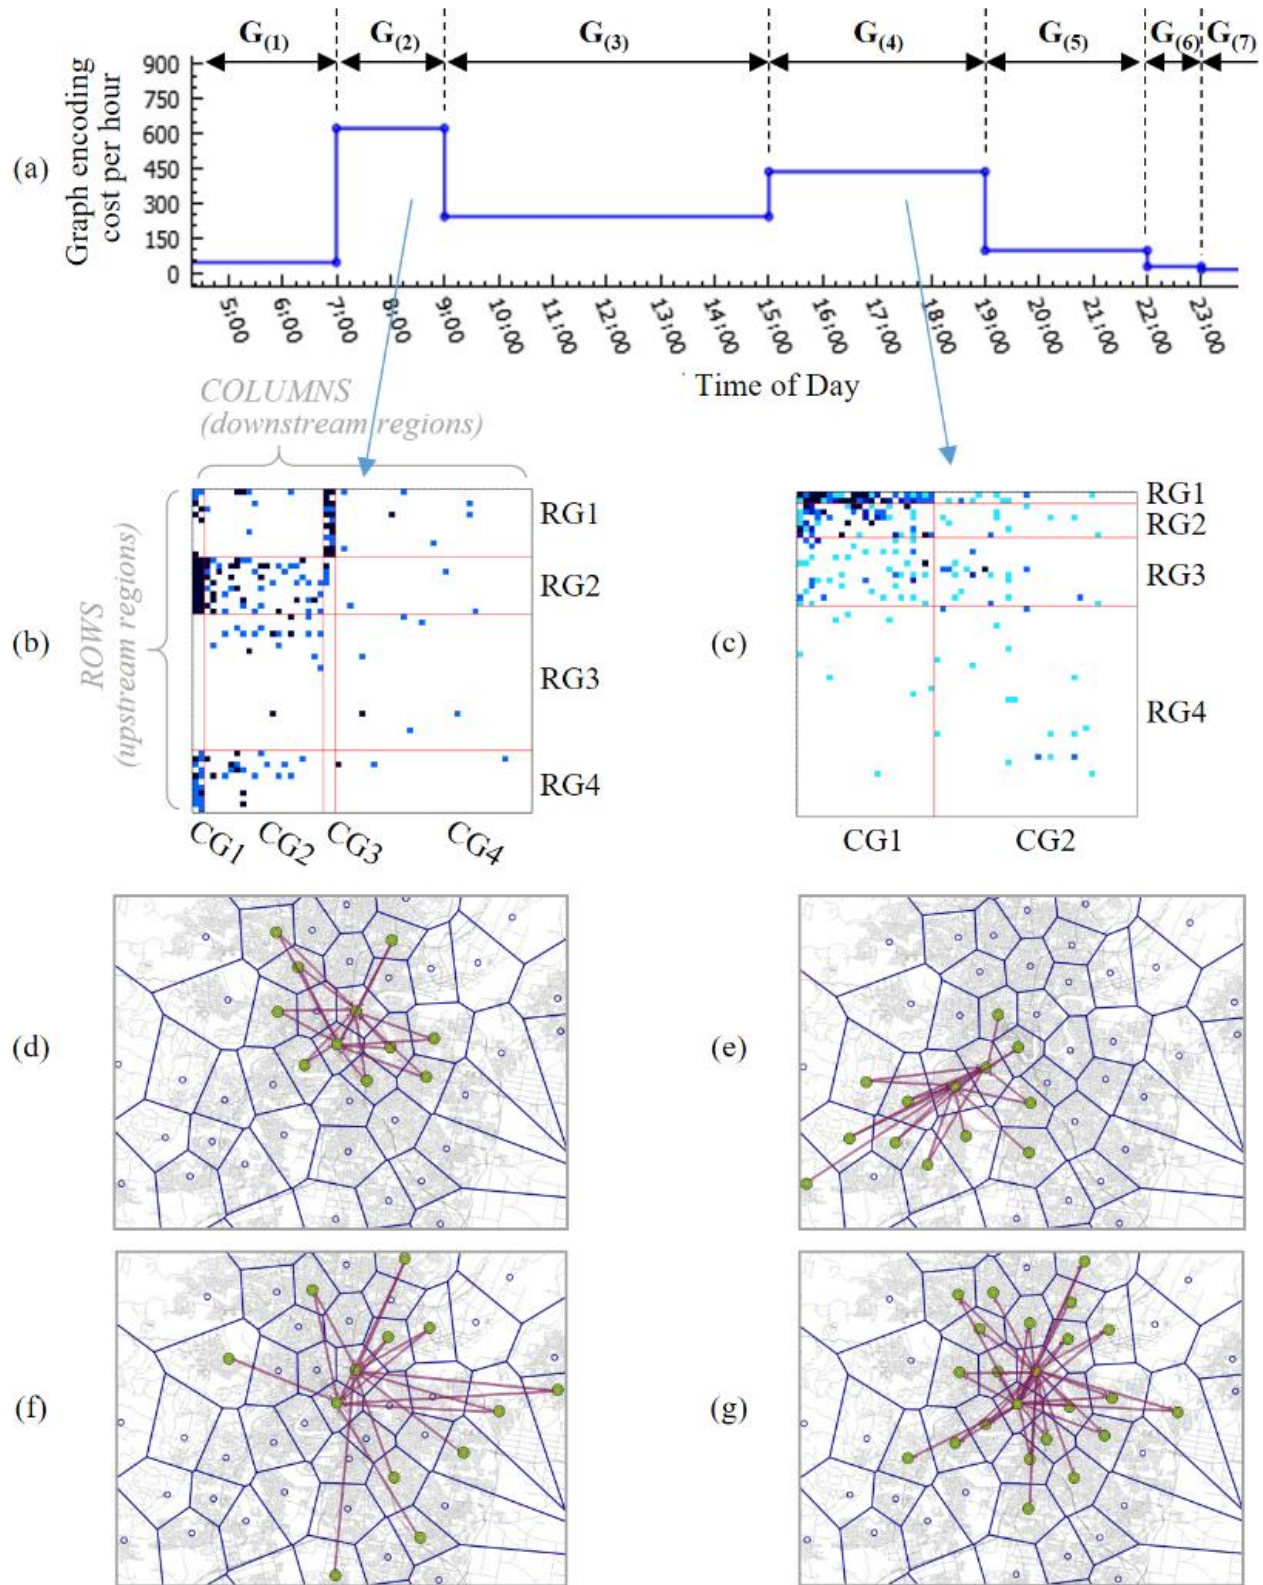 G(1) G(2) G(3) G(4) G(5) G(6) G(7)
(a)
Graph encoding
cost per hour
900
750
600
450
300
150
0
5:00 6:00 7:00 8:00 9:00 10:00 11:00 12:00 13:00 14:00 15:00 16:00 17:00 18:00 19:00 20:00 21:00 22:00 23:00
Time of Day
COLUMNS
(downstream regions)
(b)
ROWS
(upstream regions)
RG1
RG2
RG3
RG4
CG1 CG2 CG3 CG4
(c)
RG1
RG2
RG3
RG4
CG1 CG2
(d)
(e)
(f)
(g)